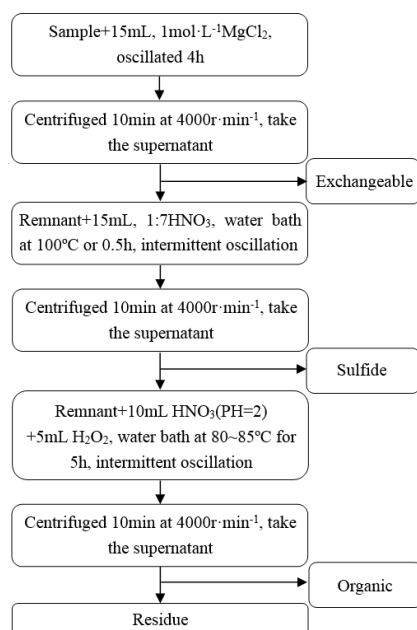 Sample+15mL, 1mol·L⁻¹MgCl₂,
oscillated 4h
Centrifuged 10min at 4000r·min⁻¹, take
the supernatant
Exchangeable
Remnant+15mL, 1:7HNO₃, water bath
at 100ºC or 0.5h, intermittent oscillation
Centrifuged 10min at 4000r·min⁻¹, take
the supernatant
Sulfide
Remnant+10mL HNO₃(PH=2)
+5mL H₂O₂, water bath at 80~85ºC for
5h, intermittent oscillation
Centrifuged 10min at 4000r·min⁻¹, take
the supernatant
Organic
Residue